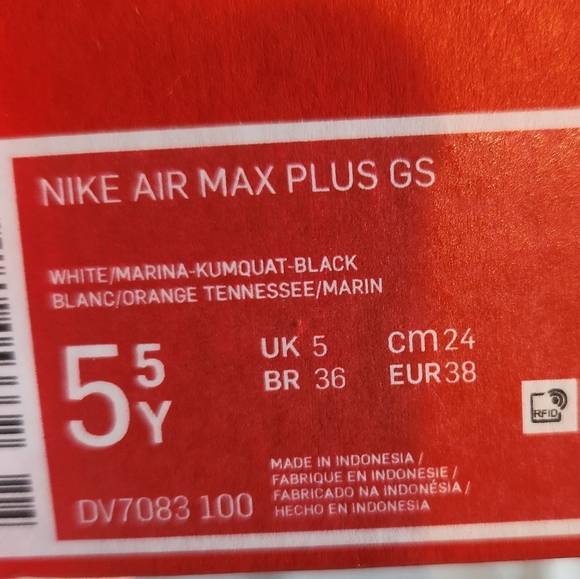 NIKE AIR MAX PLUS GS
WHITE/MARINA-KUMQUAT-BLACK
BLANC/ORANGE TENNESSEE/MARIN
5 5 Y
UK 5 cm 24
BR 36 EUR 38
RFID
MADE IN INDONESIA /
FABRIQUE EN INDONESIE /
FABRICADO NA INDONÉSIA /
HECHO EN INDONESIA
DV7083 100